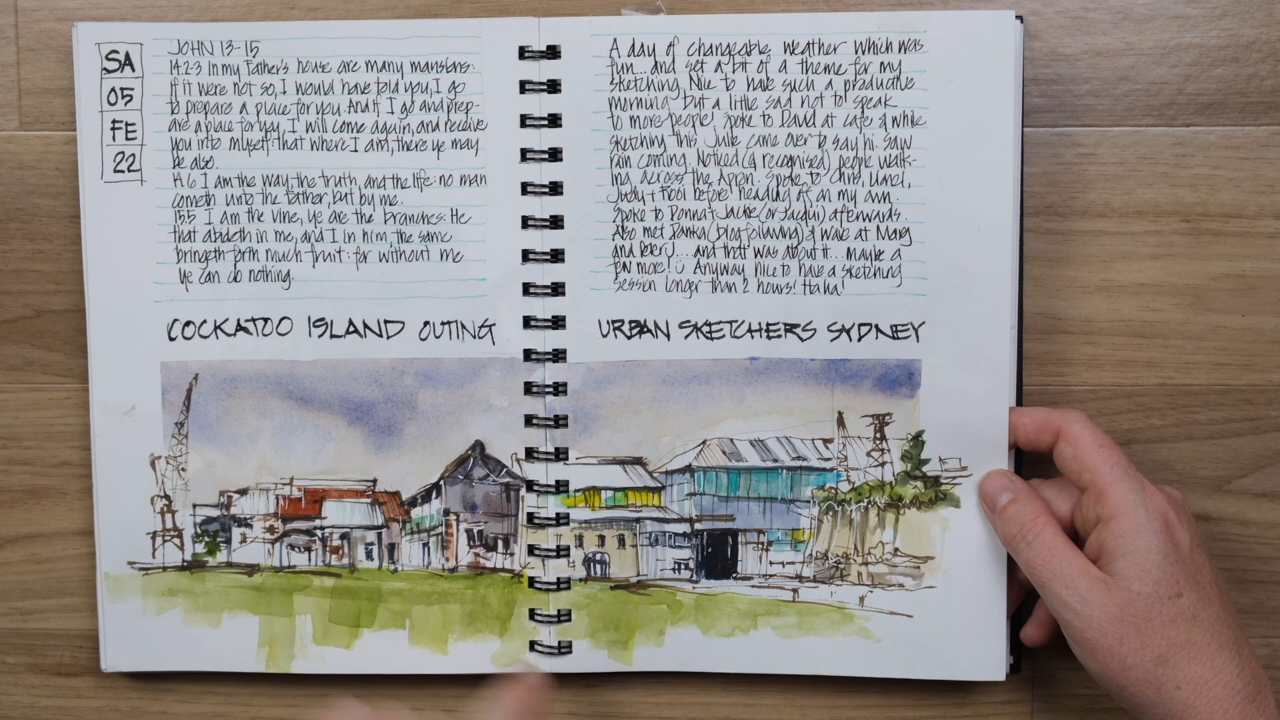 SA
05
FE
22
JOHN 13-15
14.2-3 In my Father's house are many mansions:
if it were not so, I would have told you, I go
to prepare a place for you. And if I go and prep-
are a place for you, I will come again, and receive
you into myself: that where I am, there ye may
be also.
14.6 I am the way, the truth, and the life: no man
cometh unto the father, but by me.
15.5 I am the vine, ye are the branches: He
that abideth in me, and I in him, the same
bringeth forth much fruit: for without me
ye can do nothing.
COCKATOO ISLAND OUTING
A day of changeable weather which was
fun... and set a bit of a theme for my
sketching. Nice to have such a productive
morning but a little sad not to speak
to more people! Spoke to David at cafe & while
sketching this Julie came over to say hi. Saw
rain coming. Noticed (& recognised) people walk-
ing across the Apron. Spoke to Chris,
Judy + before heading off on my own.
Spoke to Donna + Jackie (or Jacqui) afterwards.
Also met (blog following) & wave at Marg
and Peter)... and that was about it... maybe a
few more! Anyway nice to have a sketching
session longer than 2 hours! Ha ha!
URBAN SKETCHERS SYDNEY